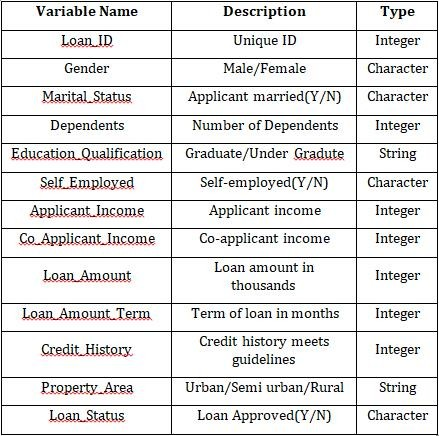 Variable Name Description Type
Loan_ID Unique ID Integer
Gender Male/Female Character
Marital_Status Applicant married(Y/N) Character
Dependents Number of Dependents Integer
Education_Qualification Graduate/Under Gradute String
Self_Employed Self-employed(Y/N) Character
Applicant_Income Applicant income Integer
Co_Applicant_Income Co-applicant income Integer
Loan_Amount Loan amount in
thousands Integer
Loan_Amount_Term Term of loan in months Integer
Credit_History Credit history meets
guidelines Integer
Property_Area Urban/Semi urban/Rural String
Loan_Status Loan Approved(Y/N) Character